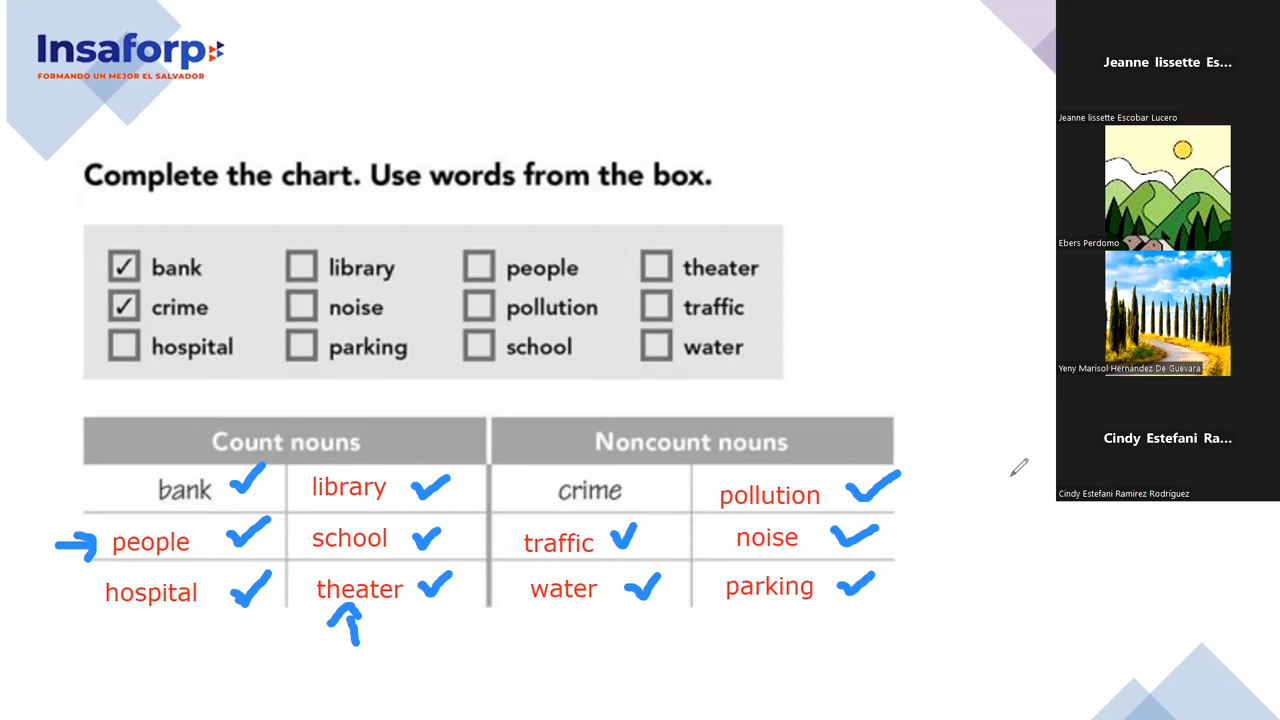 Insaforp
FORMANDO UN MEJOR EL SALVADOR
Complete the chart. Use words from the box.
✓ bank library people theater
✓ crime noise pollution traffic
hospital parking school water
Count nouns Noncount nouns
bank library crime pollution
people school traffic noise
hospital theater water parking
Jeanne lissette Es...
Jeanne lissette Escobar Lucero
Ebers Perdomo
Yeny Marisol Hernández De Guevara
Cindy Estefani Ra...
Cindy Estefani Ramirez Rodríguez